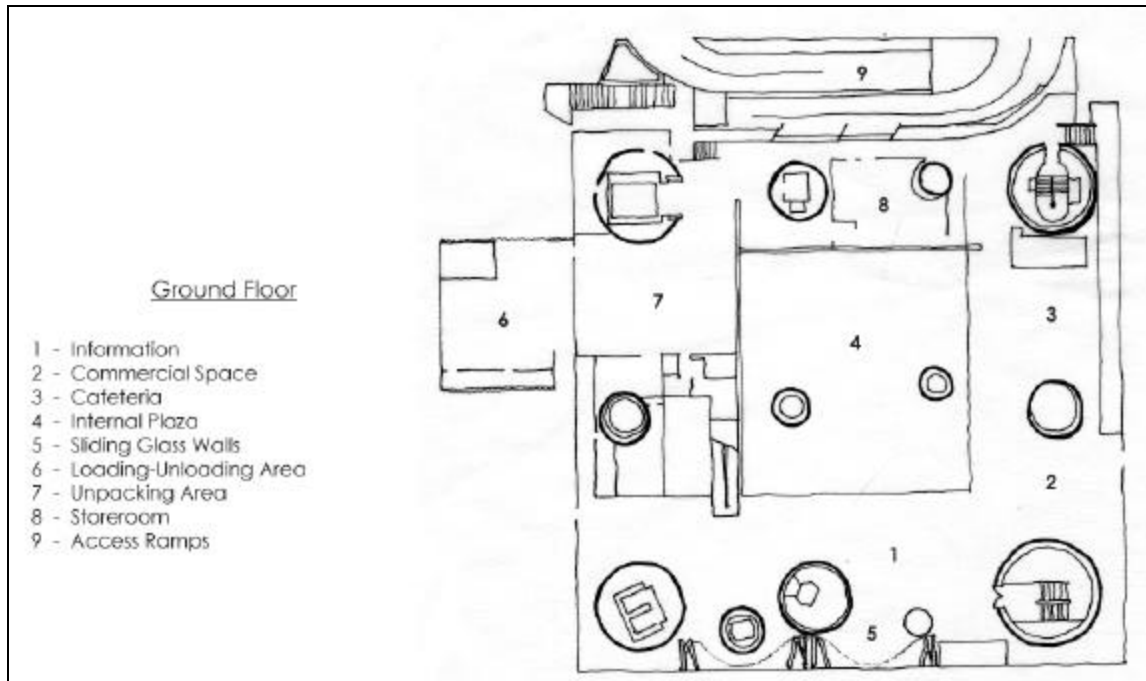 Ground Floor
1 - Information
2 - Commercial Space
3 - Cafeteria
4 - Internal Plaza
5 - Sliding Glass Walls
6 - Loading-Unloading Area
7 - Unpacking Area
8 - Storeroom
9 - Access Ramps
9
8
7
6
3
4
2
1
5